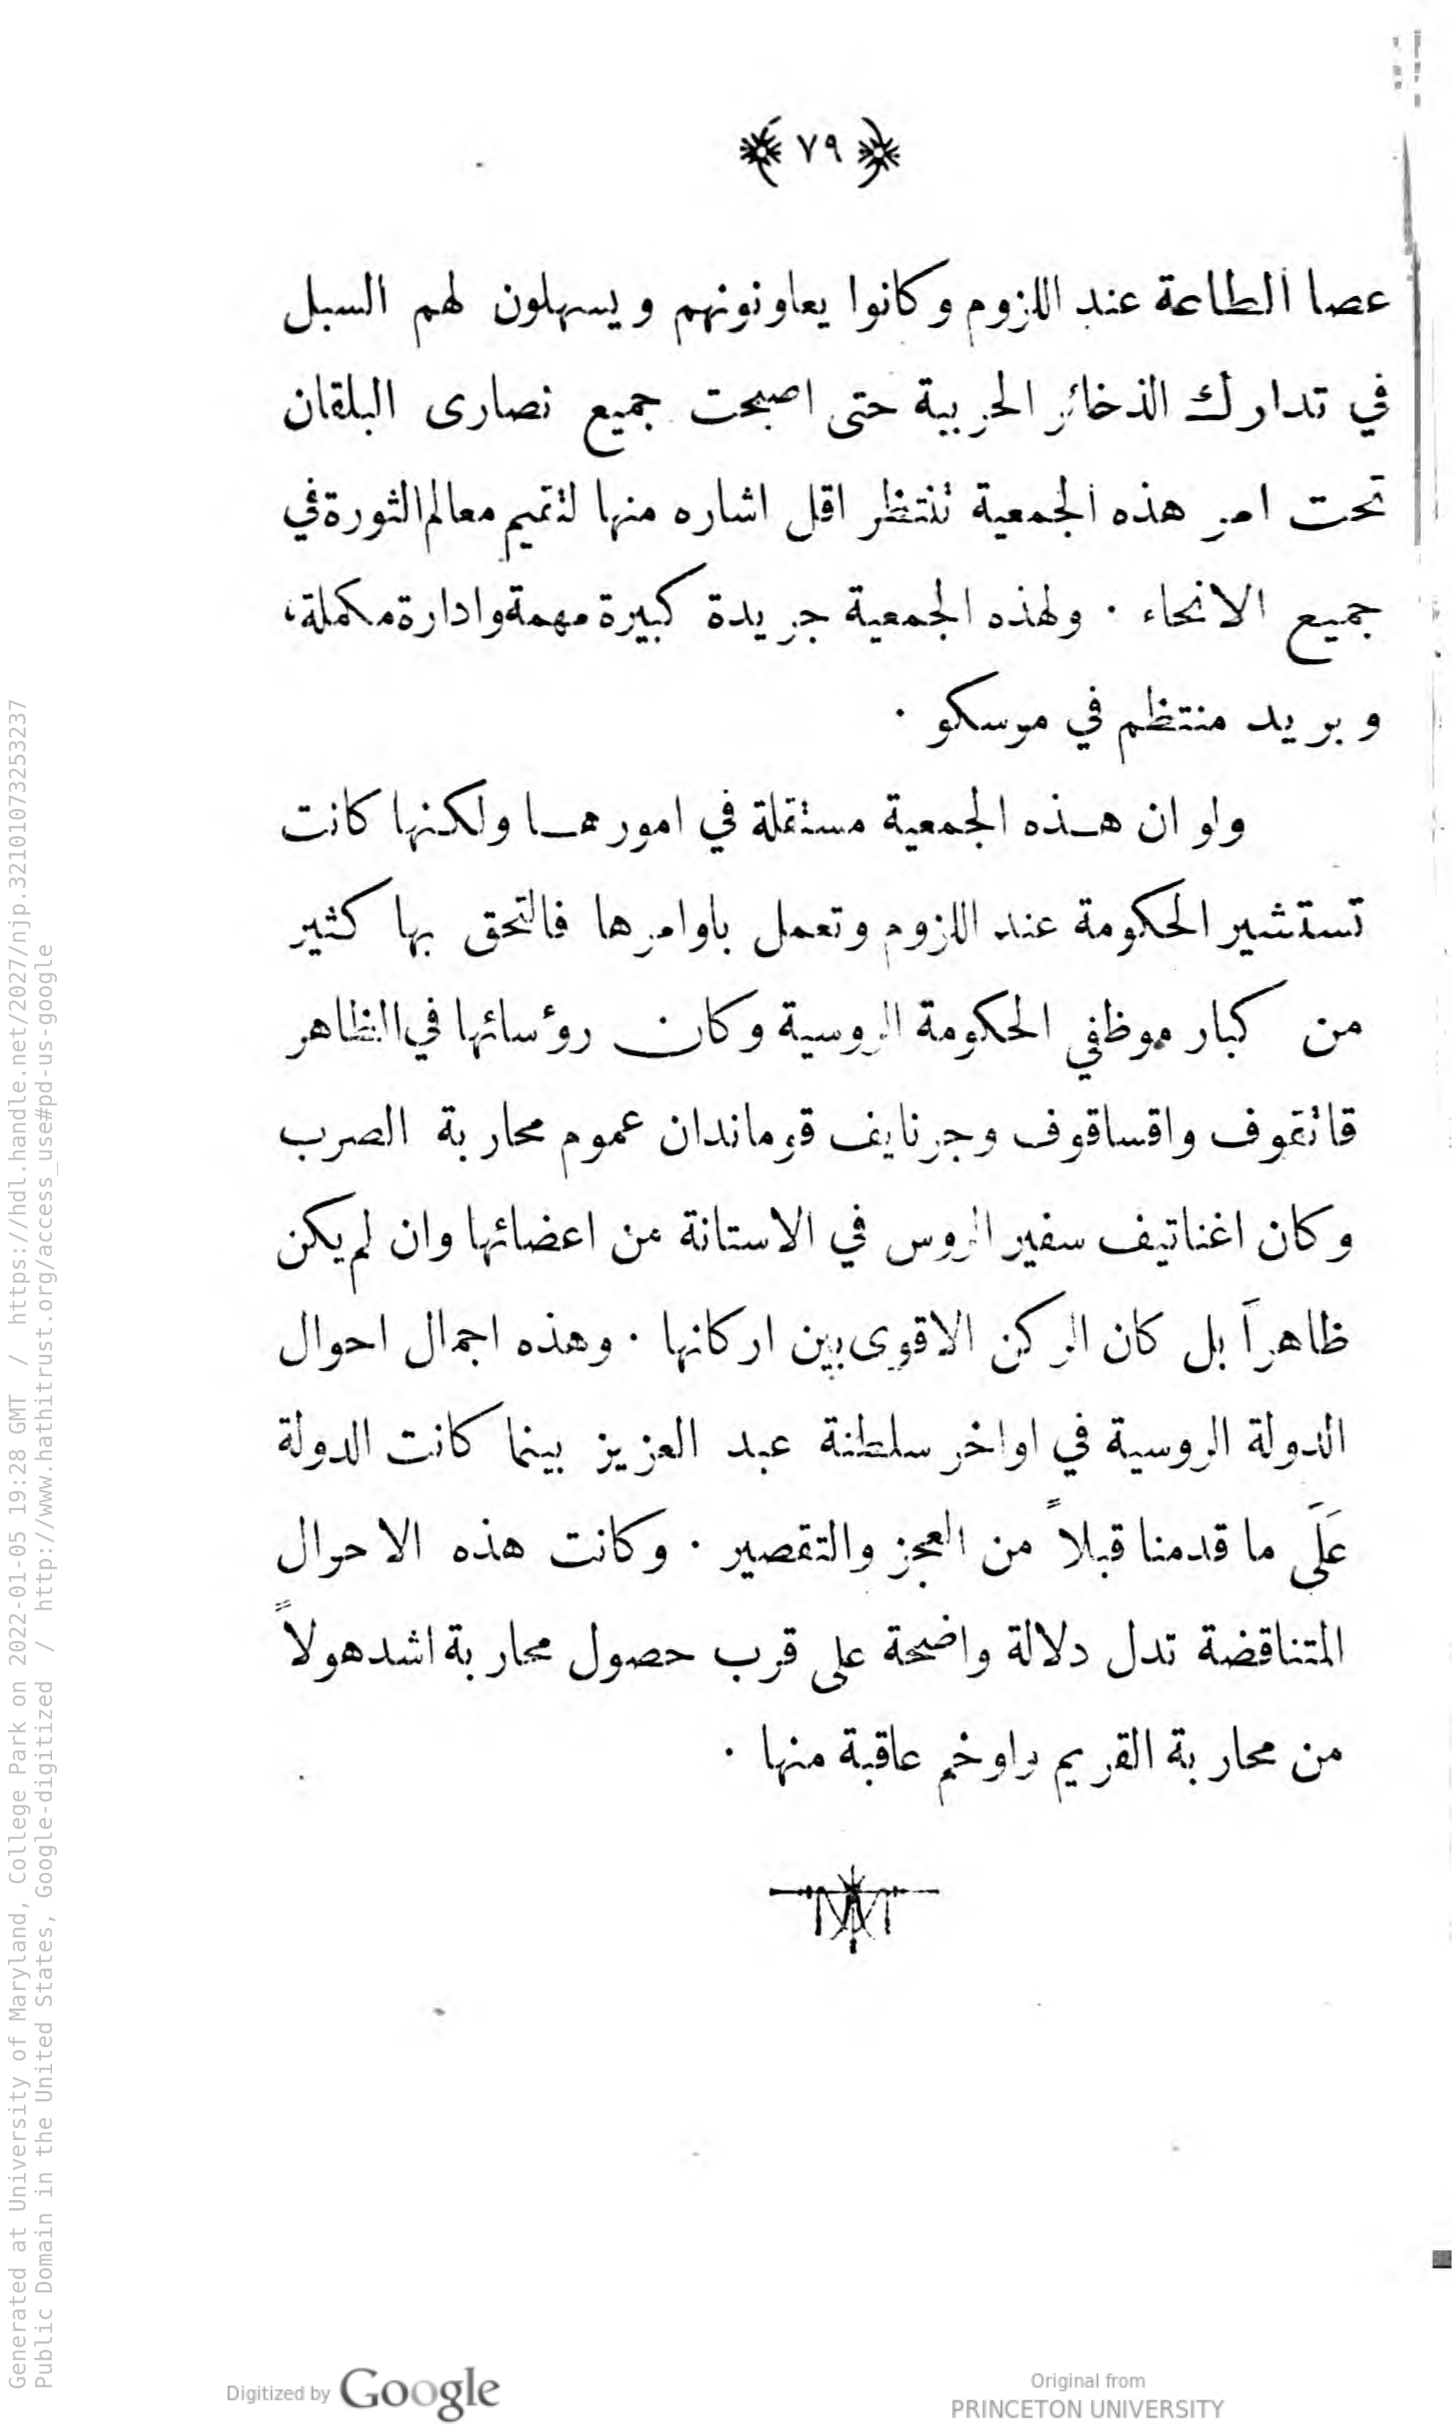 ﴿ ٧٩ ﴾
عصا الطاعة عند اللزوم وكانوا يعاونونهم ويسهلون لهم السبل
في تدارك الذخائر الحربية حتى اصبحت جميع نصارى البلقان
تحت امر هذه الجمعية تنتظر اقل اشاره منها لتتميم معالم الثورة في
جميع الانحاء . ولهذه الجمعية جريدة كبيرة مهمة وادارة مكملة،
وبريد منتظم في مرسكو .
ولو ان هذه الجمعية مستقلة في امورها ولكنها كانت
تستشير الحكومة عند اللزوم وتعمل باوامرها فالتحق بها كثير
من كبار موظفي الحكومة الروسية وكان رؤسائها في الظاهر
قانقوف واقساقوف وجرنايف قوماندان عموم محاربة الصرب
وكان اغناتيف سفير الروس في الاستانة من اعضائها وان لم يكن
ظاهراً بل كان الركن الاقوى بين اركانها . وهذه اجمال احوال
الدولة الروسية في اواخر سلطنة عبد العزيز بينما كانت الدولة
عَلَى ما قدمنا قبلاً من العجز والتقصير . وكانت هذه الاحوال
المتناقضة تدل دلالة واضحة على قرب حصول محاربة اشد هولاً
من محاربة القريم واوخم عاقبة منها .
Generated at University of Maryland, College Park on 2022-01-05 19:28 GMT / https://hdl.handle.net/2027/njp.32101073253237
Public Domain in the United States, Google-digitized / http://www.hathitrust.org/access_use#pd-us-google
Digitized by Google
Original from
PRINCETON UNIVERSITY